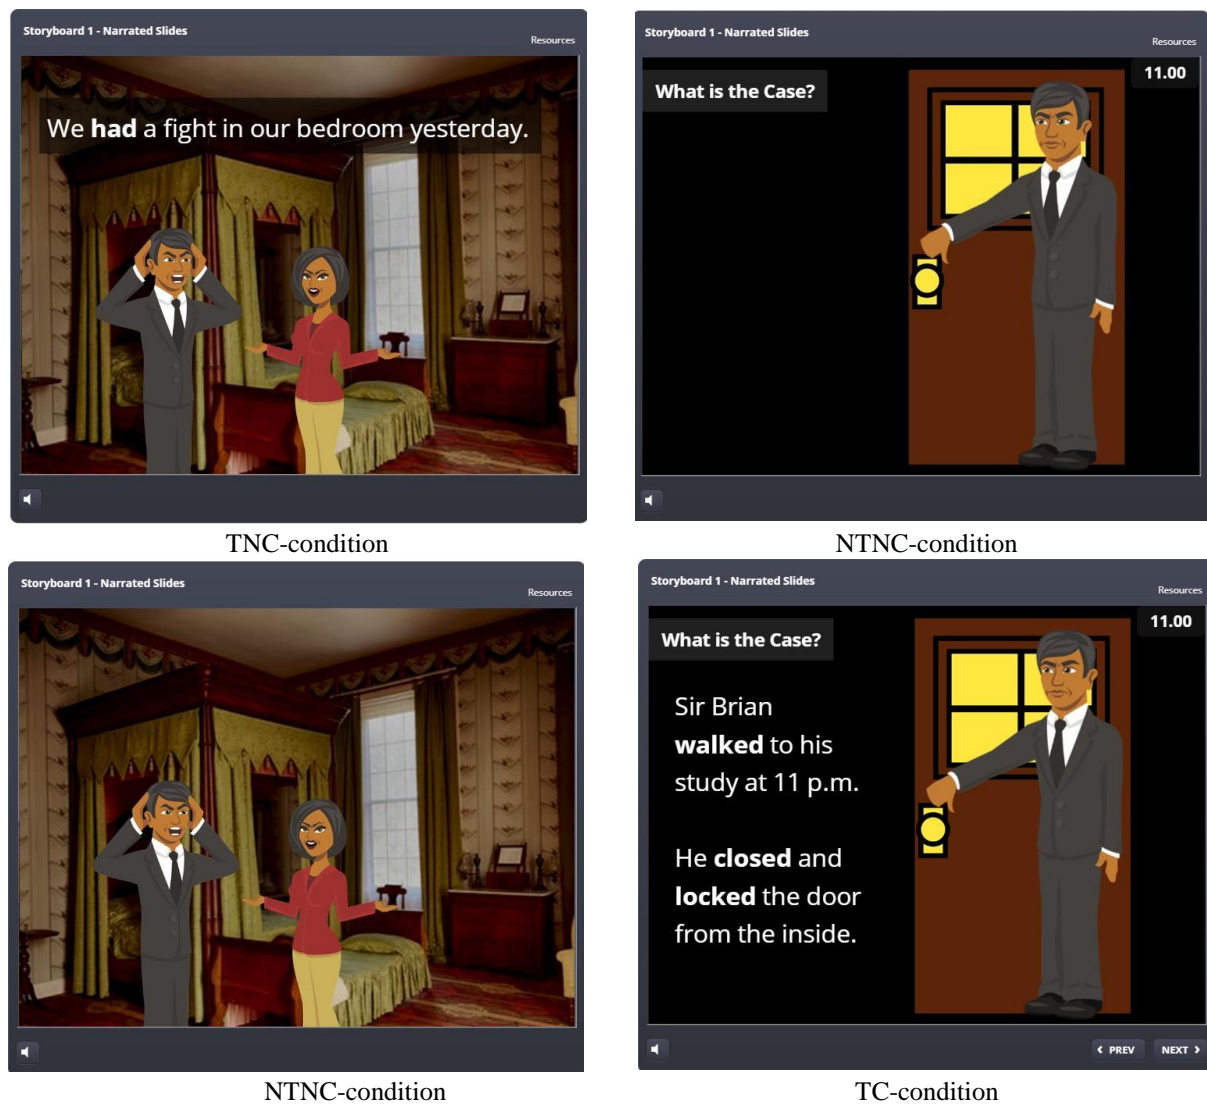 Storyboard 1 - Narrated Slides
Resources
We had a fight in our bedroom yesterday.
TNC-condition
Storyboard 1 - Narrated Slides
Resources
What is the Case?
11.00
NTNC-condition
Storyboard 1 - Narrated Slides
Resources
NTNC-condition
Storyboard 1 - Narrated Slides
Resources
What is the Case?
11.00
Sir Brian
walked to his
study at 11 p.m.
He closed and
locked the door
from the inside.
‹ PREV NEXT ›
TC-condition